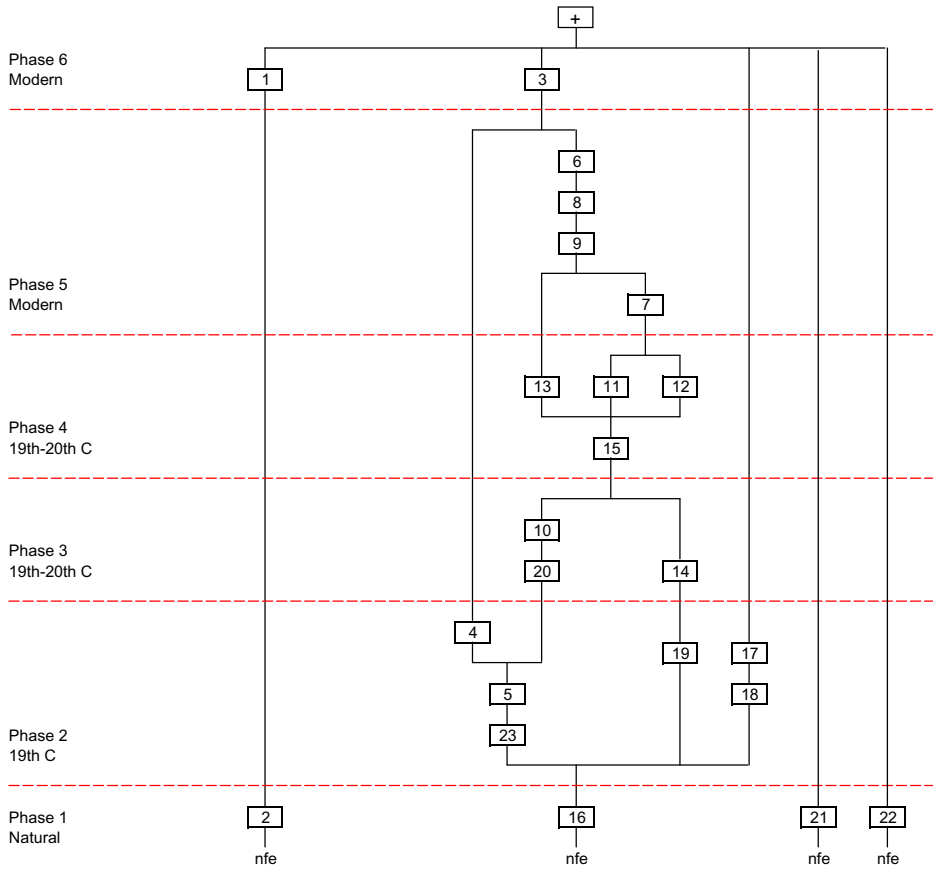 +
Phase 6
Modern
1
3
6
8
9
Phase 5
Modern
7
13
11
12
Phase 4
19th-20th C
15
10
Phase 3
19th-20th C
20
14
4
19
17
5
18
Phase 2
19th C
23
Phase 1
Natural
2
16
21
22
nfe
nfe
nfe
nfe